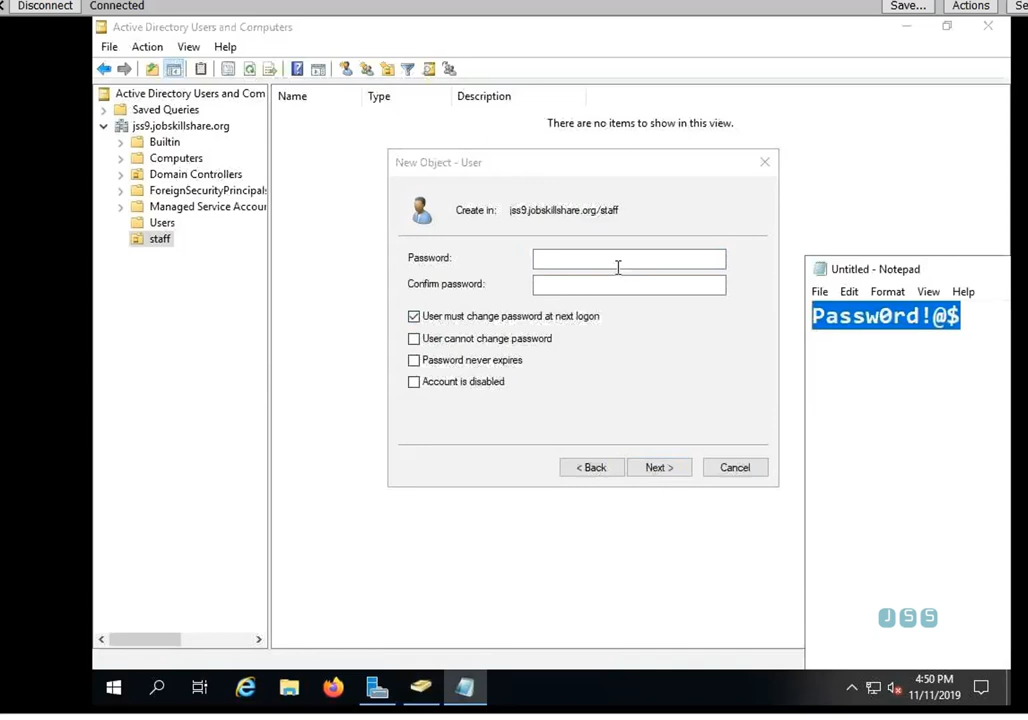 Disconnect Connected Save... Actions Se
Active Directory Users and Computers
File Action View Help
Active Directory Users and Com
Saved Queries
jss9.jobskillshare.org
Builtin
Computers
Domain Controllers
ForeignSecurityPrincipals
Managed Service Accour
Users
staff
Name Type Description
There are no items to show in this view.
New Object - User
Create in: jss9.jobskillshare.org/staff
Password:
Confirm password:
User must change password at next logon
User cannot change password
Password never expires
Account is disabled
< Back Next > Cancel
Untitled - Notepad
File Edit Format View Help
Passw0rd!@$
JSS
4:50 PM
11/11/2019